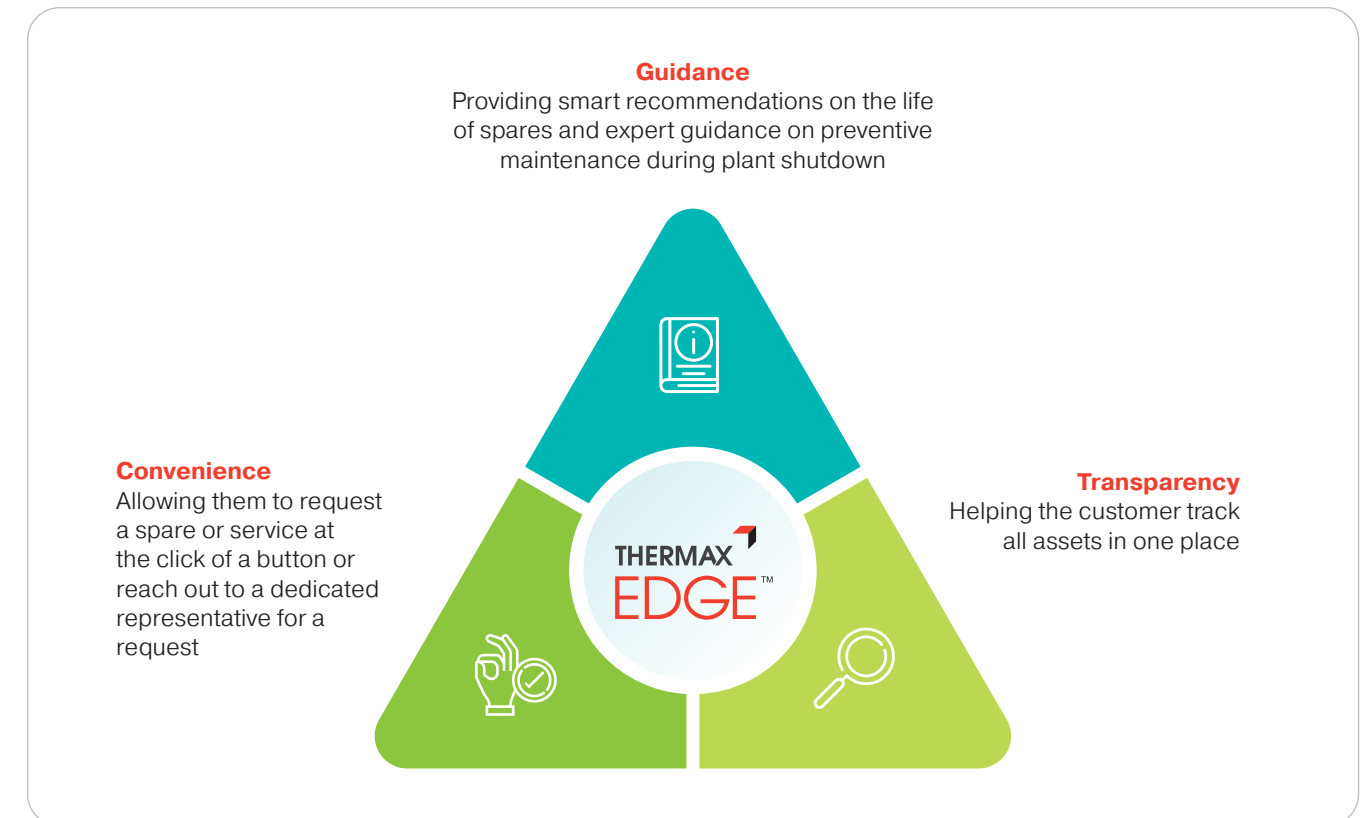 Guidance
Providing smart recommendations on the life
of spares and expert guidance on preventive
maintenance during plant shutdown
Convenience
Allowing them to request
a spare or service at
the click of a button or
reach out to a dedicated
representative for a
request
THERMAX
EDGE™
Transparency
Helping the customer track
all assets in one place